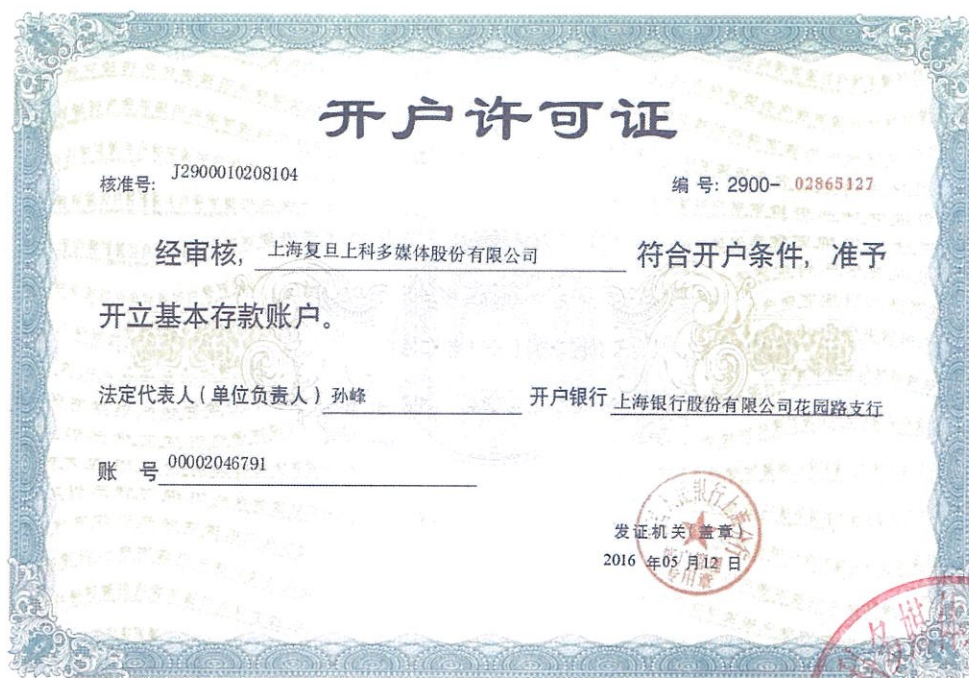 开户许可证
核准号: J2900010208104 编 号: 2900- 02865127
经审核, 上海复旦上科多媒体股份有限公司 符合开户条件, 准予
开立基本存款账户。
法定代表人(单位负责人) 孙峰 开户银行 上海银行股份有限公司花园路支行
账 号 00002046791
发证机关(盖章)
2016 年05 月12 日